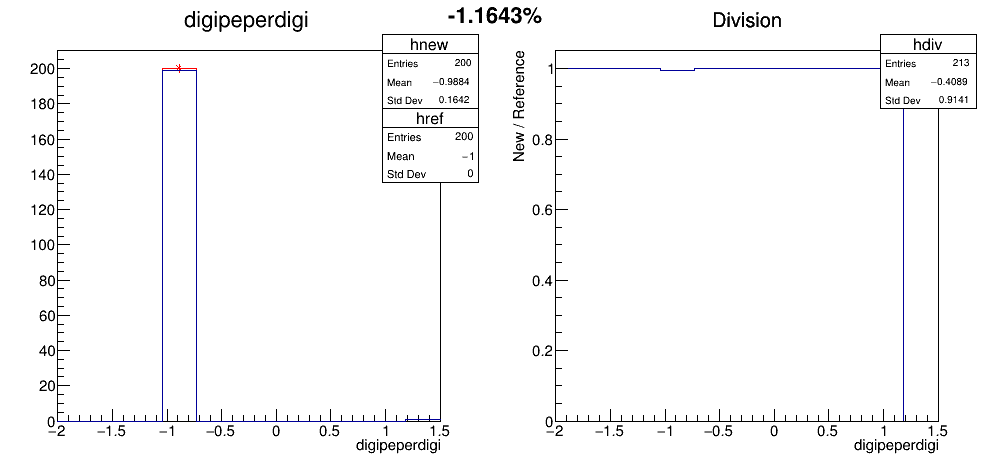 -1.1643%
digipeperdigi
hnew
Entries 200
Mean −0.9884
Std Dev 0.1642
href
Entries 200
Mean −1
Std Dev 0
200
180
160
140
120
100
80
60
40
20
0
−2 −1.5 −1 −0.5 0 0.5 1 1.5
digipeperdigi
Division
hdiv
Entries 213
Mean −0.4089
Std Dev 0.9141
New / Reference
1
0.8
0.6
0.4
0.2
0
−2 −1.5 −1 −0.5 0 0.5 1 1.5
digipeperdigi